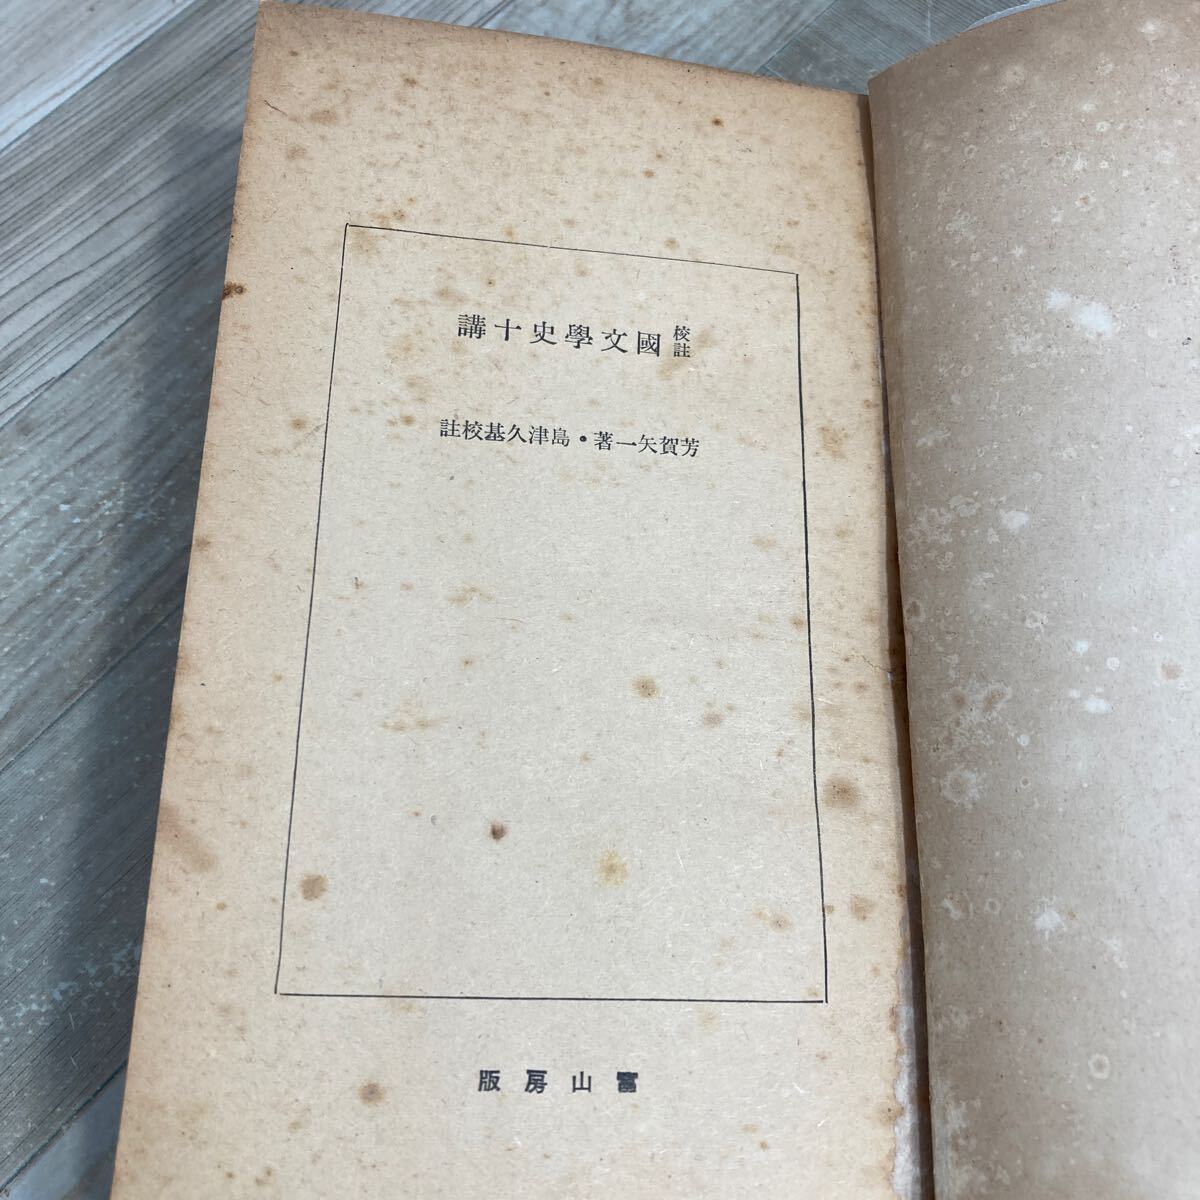 校註 國文學史十講
芳賀矢一著・島津久基校註
冨山房版